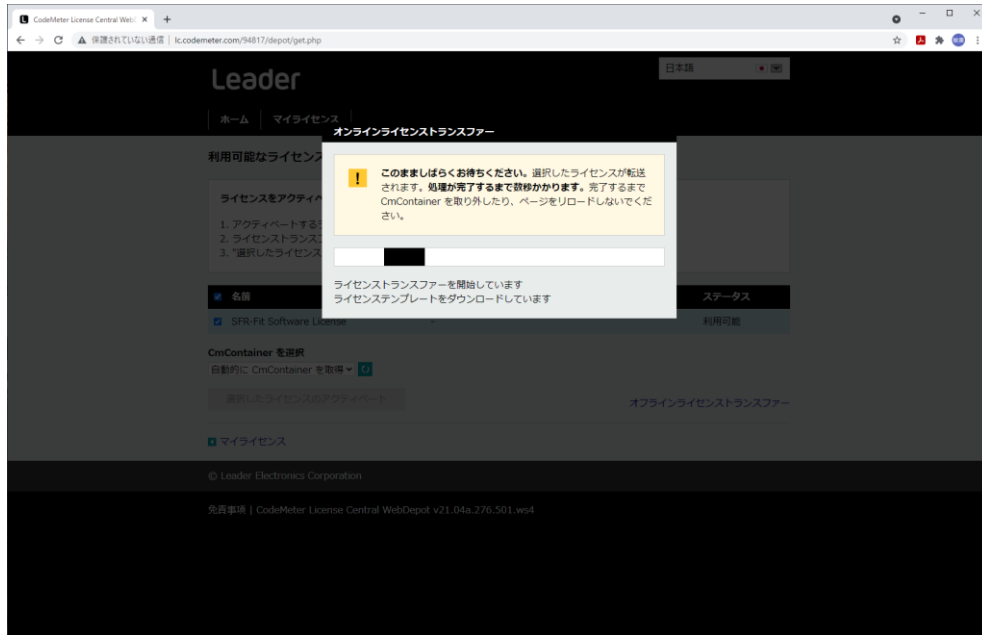 CodeMeter License Central Web
保護されていない通信 | lc.codemeter.com/94817/depot/get.php
Leader
日本語
ホーム マイライセンス
オンラインライセンストランスファー
利用可能なライセンス
このまましばらくお待ちください。選択したライセンスが転送
されます。処理が完了するまで数秒かかります。完了するまで
CmContainer を取り外したり、ページをリロードしないでくだ
さい。
ライセンスをアクティベ
1. アクティベートする
2. ライセンストランスフ
3. "選択したライセンス
ライセンストランスファーを開始しています
ライセンステンプレートをダウンロードしています
名前 ステータス
SFR-Fit Software License - 利用可能
CmContainer を選択
自動的に CmContainer を取得
選択したライセンスのアクティベート
オフラインライセンストランスファー
マイライセンス
© Leader Electronics Corporation
免責事項 | CodeMeter License Central WebDepot v21.04a.276.501.ws4